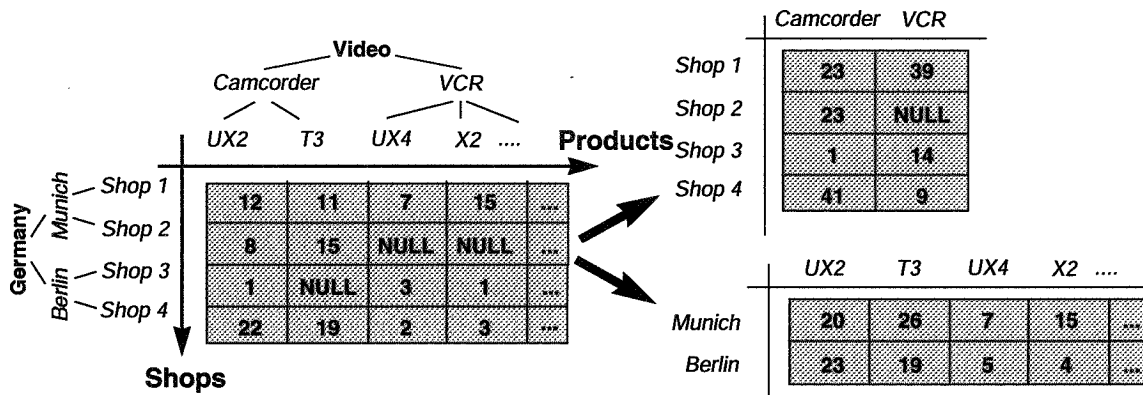 Video
Camcorder VCR
UX2 T3 UX4 X2 ....
Products
Germany
Munich
Berlin
Shop 1
Shop 2
Shop 3
Shop 4
12 11 7 15 ...
8 15 NULL NULL ...
1 NULL 3 1 ...
22 19 2 3 ...
Shops
Camcorder VCR
Shop 1 23 39
Shop 2 23 NULL
Shop 3 1 14
Shop 4 41 9
UX2 T3 UX4 X2 ....
Munich 20 26 7 15 ...
Berlin 23 19 5 4 ...